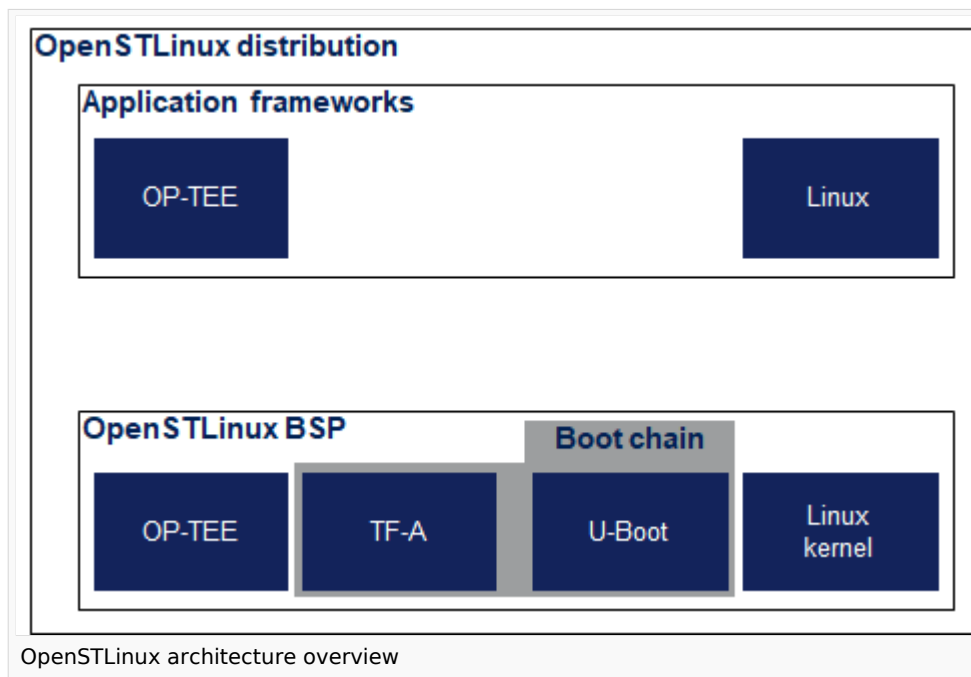 OpenSTLinux distribution
Application frameworks
OP-TEE
Linux
OpenSTLinux BSP
Boot chain
OP-TEE
TF-A
U-Boot
Linux
kernel
OpenSTLinux architecture overview